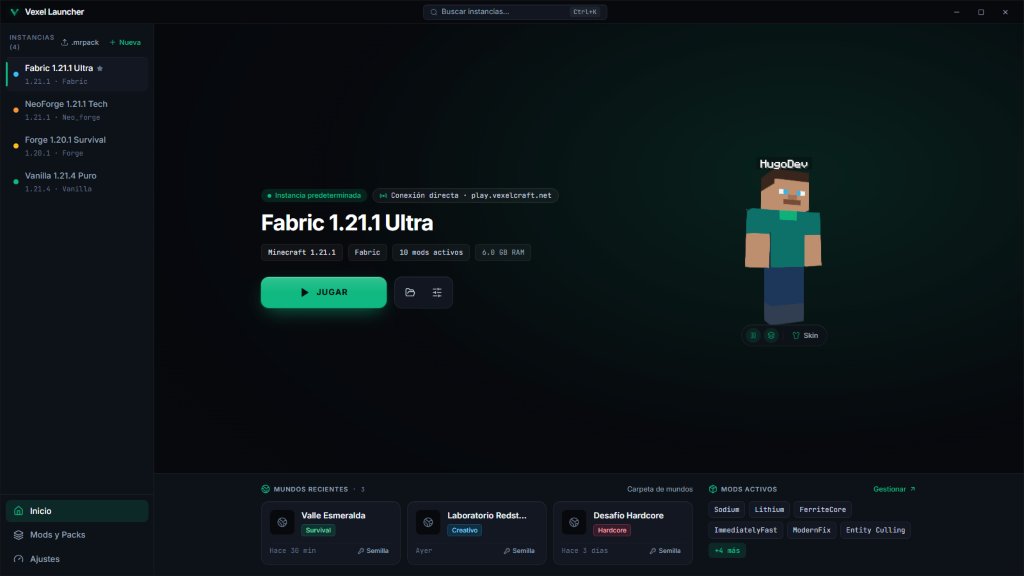 Vexel Launcher
Buscar instancias...
Ctrl+K
INSTANCIAS
(4)
.mrpack
+ Nueva
Fabric 1.21.1 Ultra
1.21.1 · Fabric
NeoForge 1.21.1 Tech
1.21.1 · Neo_forge
Forge 1.20.1 Survival
1.20.1 · Forge
Vanilla 1.21.4 Puro
1.21.4 · Vanilla
Instancia predeterminada
Conexión directa · play.vexelcraft.net
Fabric 1.21.1 Ultra
Minecraft 1.21.1
Fabric
10 mods activos
6.0 GB RAM
JUGAR
HugoDev
Skin
Inicio
Mods y Packs
Ajustes
MUNDOS RECIENTES · 3
Carpeta de mundos
Valle Esmeralda
Survival
Hace 30 min
Semilla
Laboratorio Redst...
Creativo
Ayer
Semilla
Desafío Hardcore
Hardcore
Hace 3 días
Semilla
MODS ACTIVOS
Gestionar
Sodium
Lithium
FerriteCore
ImmediatelyFast
ModernFix
Entity Culling
+4 más